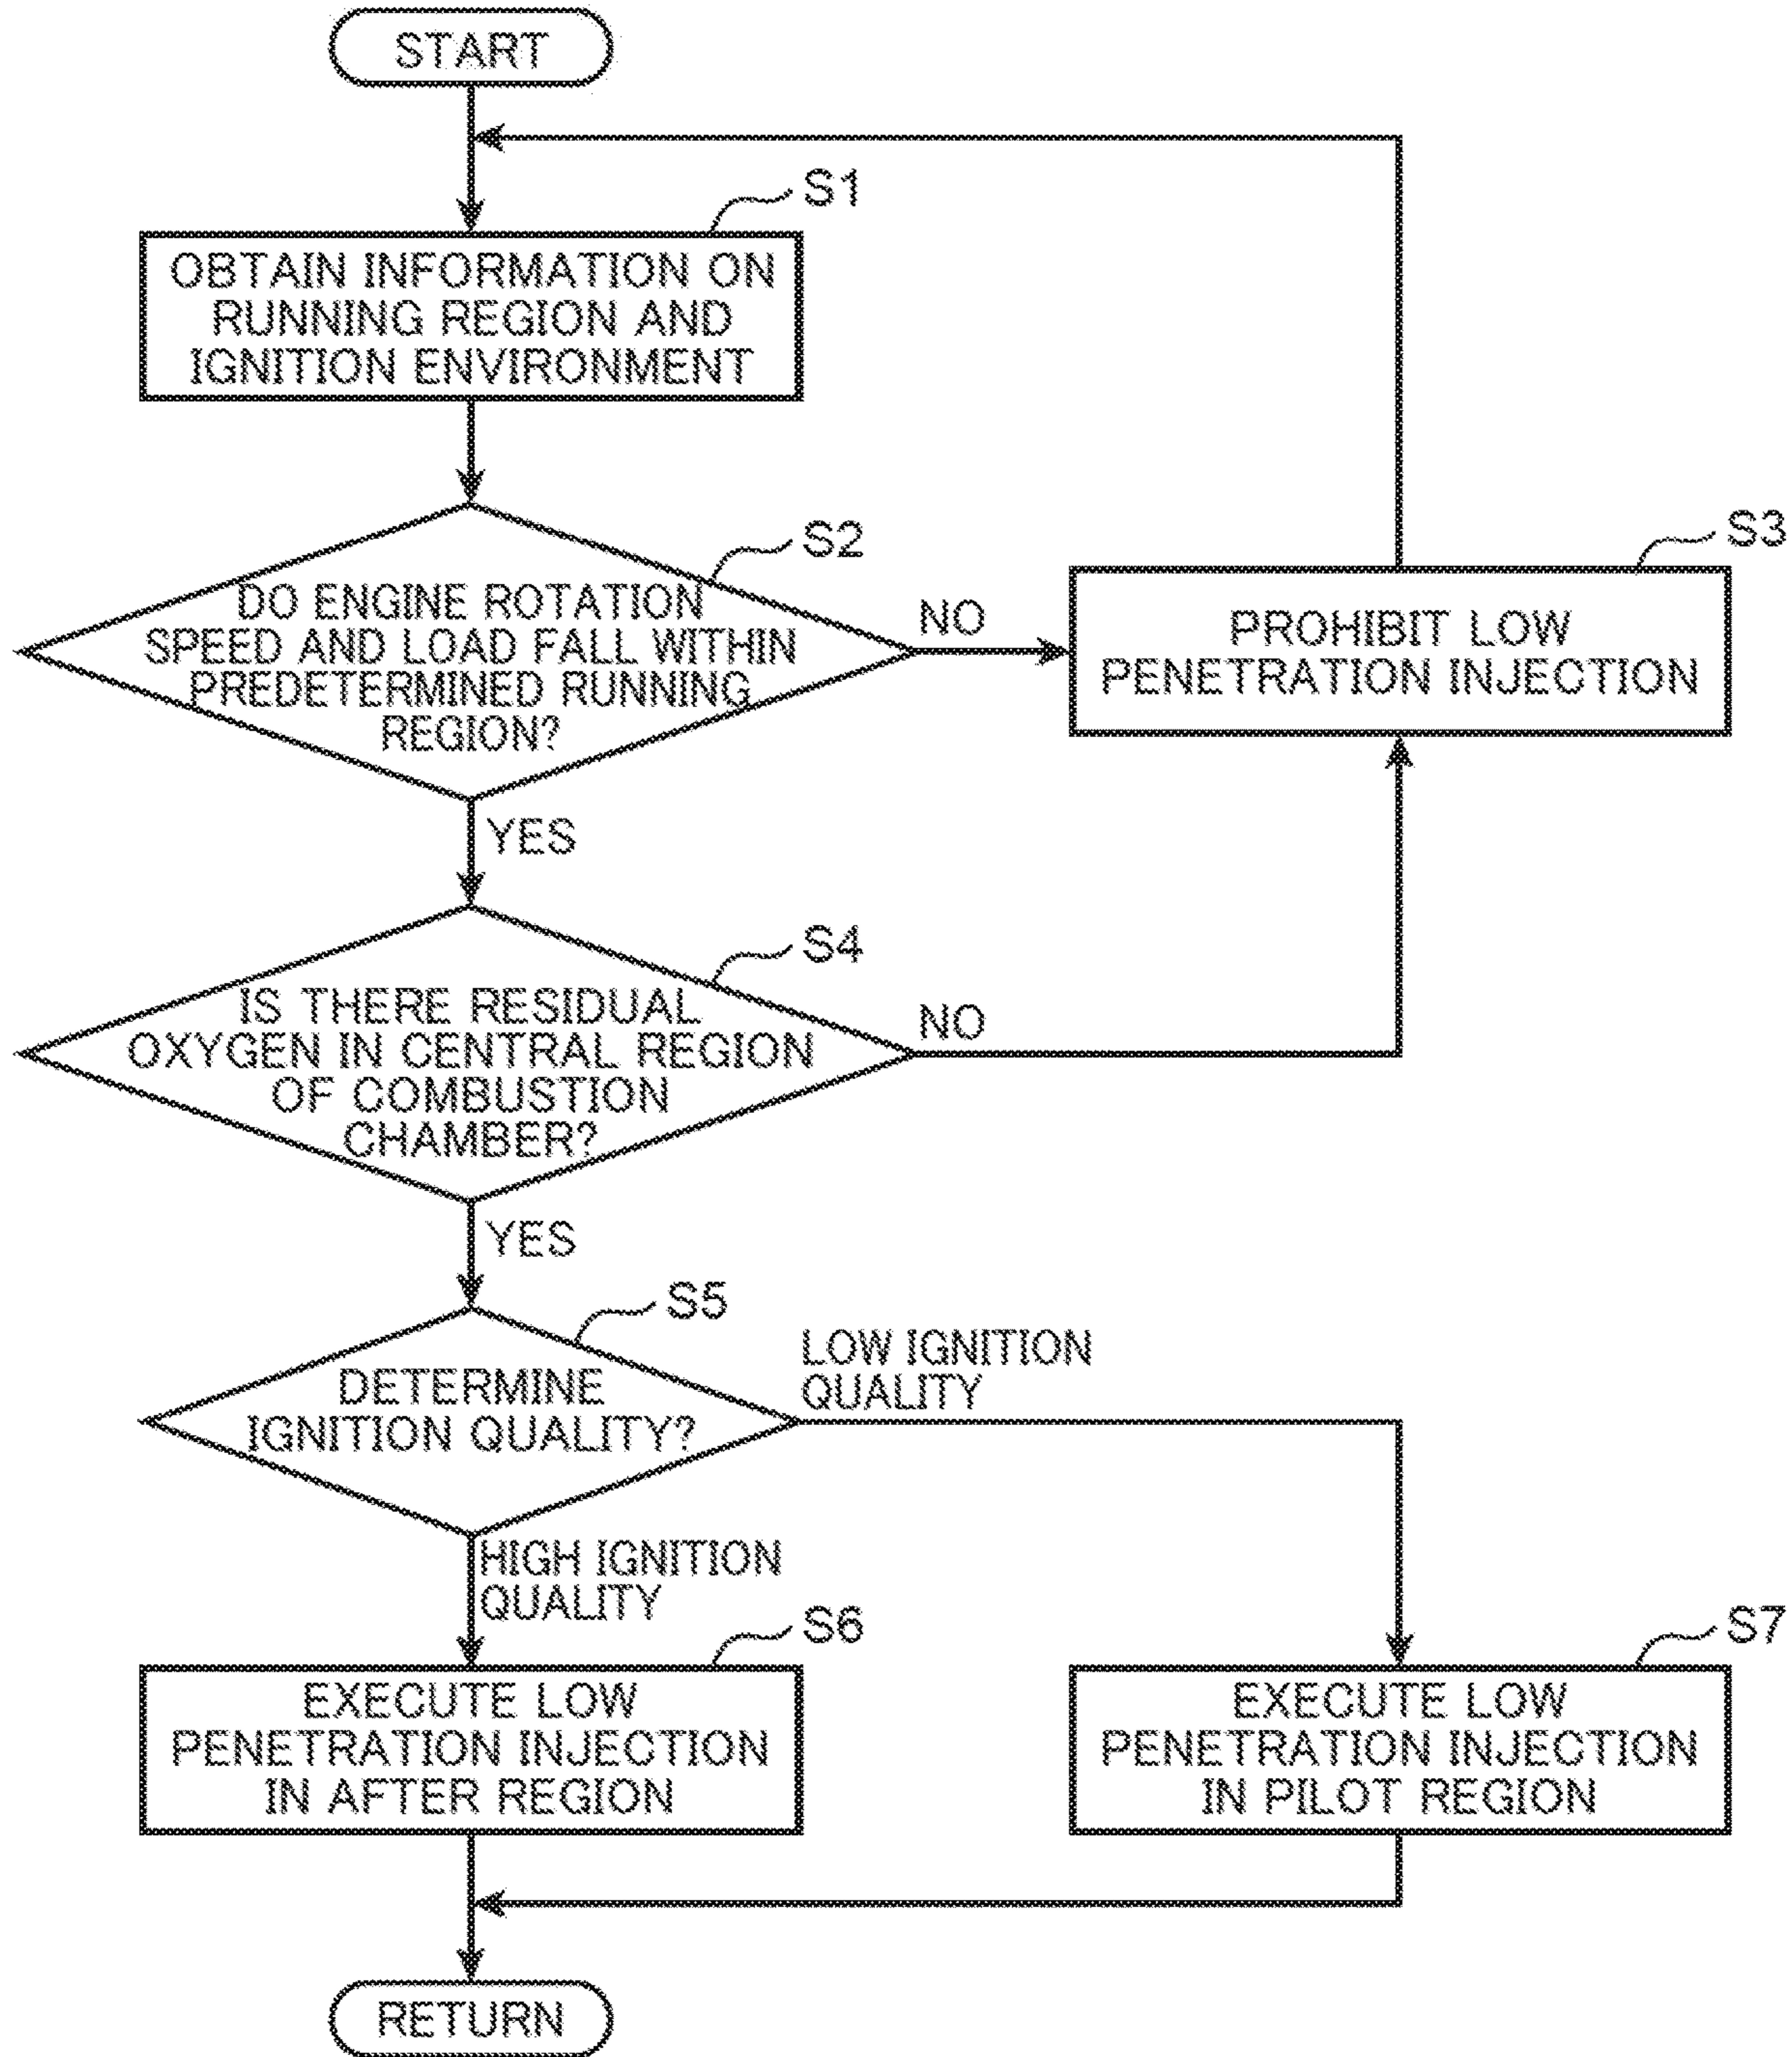 START
S1
OBTAIN INFORMATION ON
RUNNING REGION AND
IGNITION ENVIRONMENT
S2
DO ENGINE ROTATION
SPEED AND LOAD FALL WITHIN
PREDETERMINED RUNNING
REGION?
NO
S3
PROHIBIT LOW
PENETRATION INJECTION
YES
S4
IS THERE RESIDUAL
OXYGEN IN CENTRAL REGION
OF COMBUSTION
CHAMBER?
NO
YES
S5
DETERMINE
IGNITION QUALITY?
LOW IGNITION
QUALITY
HIGH IGNITION
QUALITY
S6
EXECUTE LOW
PENETRATION INJECTION
IN AFTER REGION
S7
EXECUTE LOW
PENETRATION INJECTION
IN PILOT REGION
RETURN